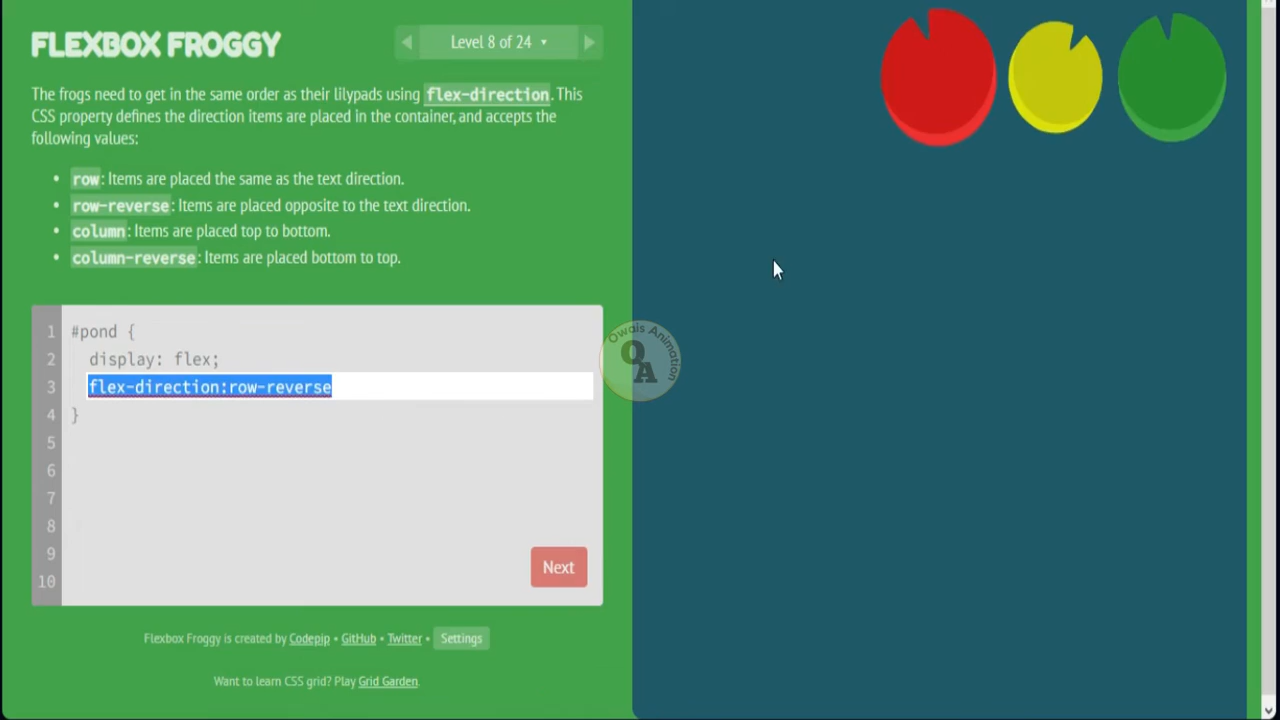 FLEXBOX FROGGY
Level 8 of 24
The frogs need to get in the same order as their lilypads using flex-direction. This
CSS property defines the direction items are placed in the container, and accepts the
following values:
• row: Items are placed the same as the text direction.
• row-reverse: Items are placed opposite to the text direction.
• column: Items are placed top to bottom.
• column-reverse: Items are placed bottom to top.
1 #pond {
2 display: flex;
3 flex-direction:row-reverse
4 }
5
6
7
8
9
10
Next
Owais Animation
OA
Flexbox Froggy is created by Codepip • GitHub • Twitter • Settings
Want to learn CSS grid? Play Grid Garden.